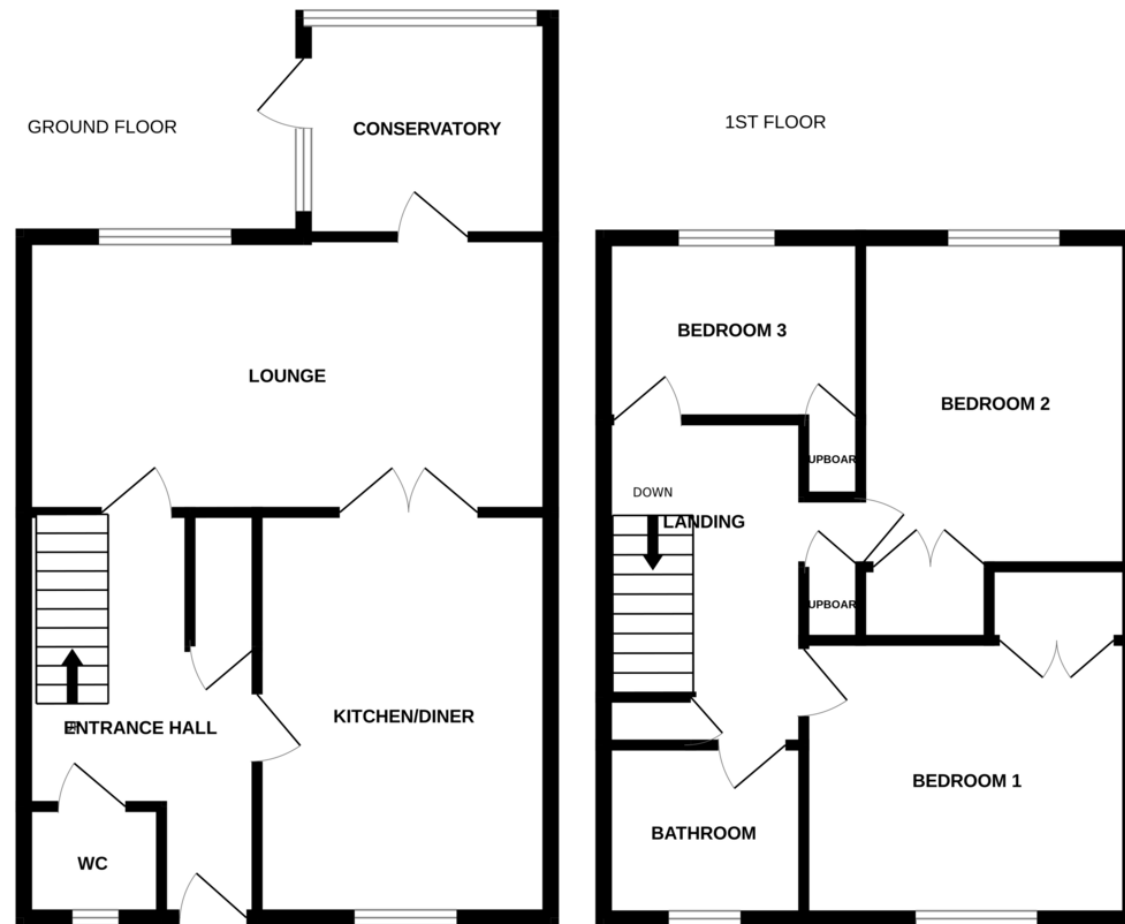 GROUND FLOOR
CONSERVATORY
LOUNGE
ENTRANCE HALL
KITCHEN/DINER
WC
1ST FLOOR
BEDROOM 3
BEDROOM 2
UPBOAR
DOWN
LANDING
UPBOAR
BEDROOM 1
BATHROOM